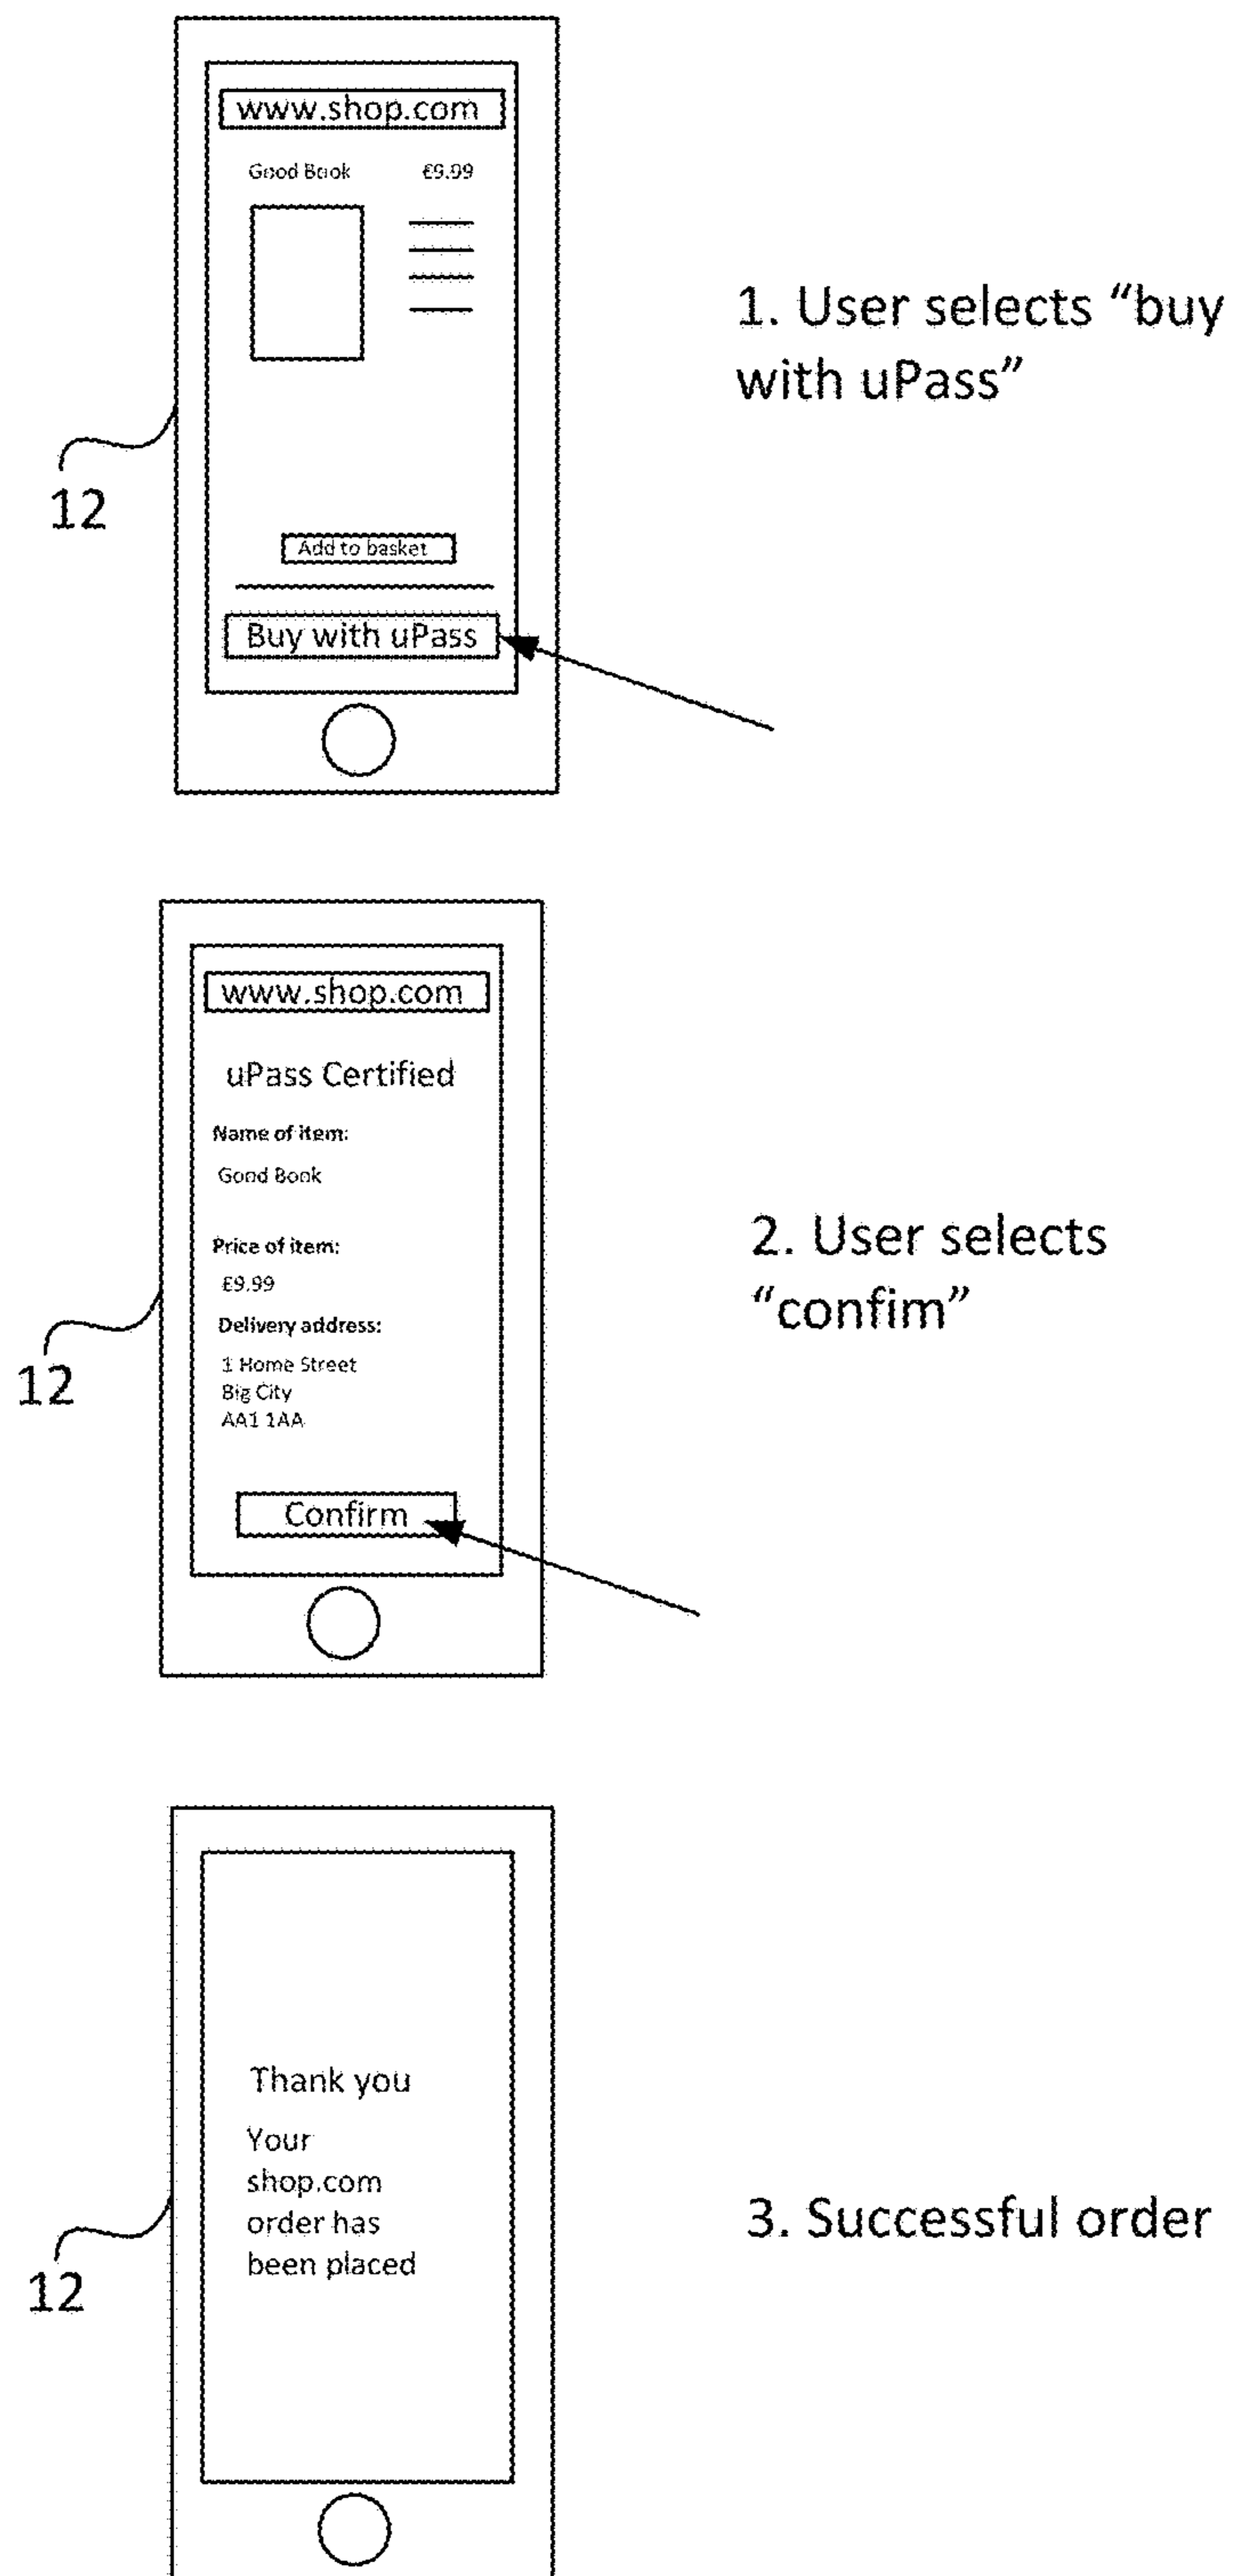 www.shop.com
Good Book £9.99
1. User selects “buy
with uPass”
12
Add to basket
Buy with uPass
www.shop.com
uPass Certified
Name of item:
Good Book
Price of item:
£9.99
Delivery address:
1 Home Street
Big City
AA1 1AA
2. User selects
“confim”
12
Confirm
Thank you
Your
shop.com
order has
been placed
3. Successful order
12